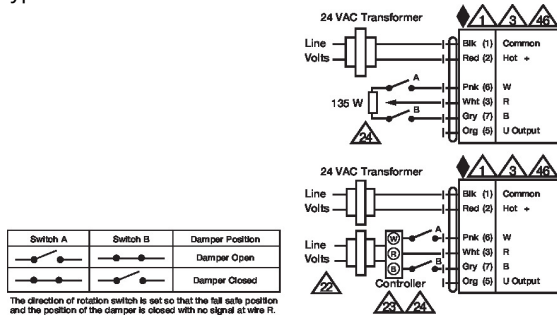 yp
24 VAC Transformer
1 3 46
Line
Volts
Blk (1) Common
Red (2) Hot +
A
Pnk (6) W
135 W
Wht (3) R
B
Gry (7) B
Org (5) U Output
24
24 VAC Transformer
1 3 46
Line
Volts
Blk (1) Common
Red (2) Hot +
Line
Volts
W
A
Pnk (6) W
R
Wht (3) R
B
B
Gry (7) B
Org (5) U Output
22
Controller
23 24
Switch A Switch B Damper Position
Damper Open
Damper Closed
The direction of rotation switch is set so that the fail safe position
and the position of the damper is closed with no signal at wire R.